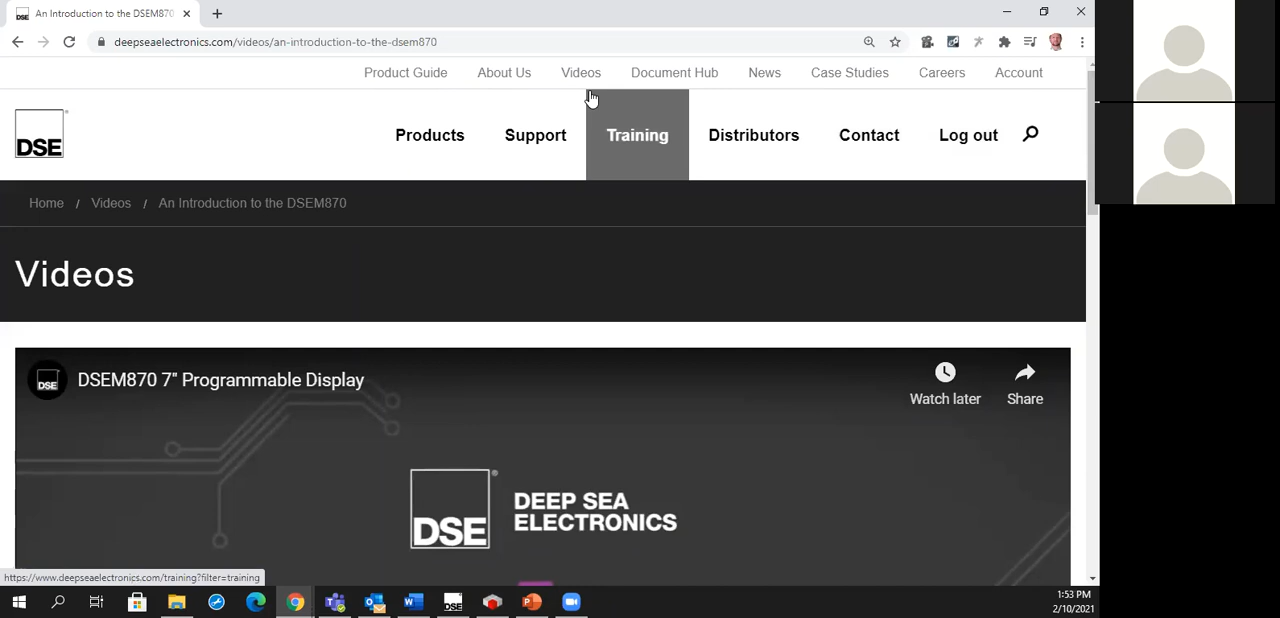 An Introduction to the DSEM870
deepseaelectronics.com/videos/an-introduction-to-the-dsem870
Product Guide About Us Videos Document Hub News Case Studies Careers Account
DSE
Products Support Training Distributors Contact Log out
Home / Videos / An Introduction to the DSEM870
Videos
DSE DSEM870 7" Programmable Display
Watch later Share
DSE
DEEP SEA
ELECTRONICS
https://www.deepseaelectronics.com/training?filter=training
DSE
1:53 PM
2/10/2021